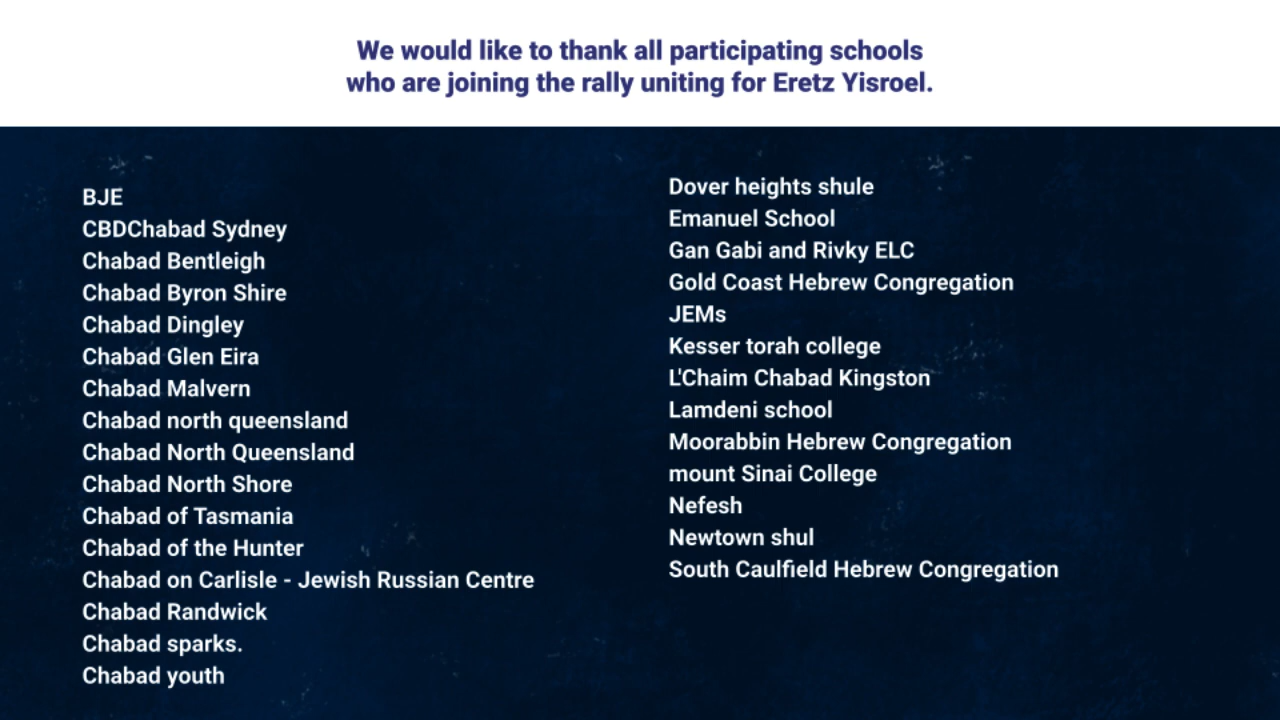 We would like to thank all participating schools
who are joining the rally uniting for Eretz Yisroel.
BJE
CBDChabad Sydney
Chabad Bentleigh
Chabad Byron Shire
Chabad Dingley
Chabad Glen Eira
Chabad Malvern
Chabad north queensland
Chabad North Queensland
Chabad North Shore
Chabad of Tasmania
Chabad of the Hunter
Chabad on Carlisle - Jewish Russian Centre
Chabad Randwick
Chabad sparks.
Chabad youth
Dover heights shule
Emanuel School
Gan Gabi and Rivky ELC
Gold Coast Hebrew Congregation
JEMs
Kesser torah college
L'Chaim Chabad Kingston
Lamdeni school
Moorabbin Hebrew Congregation
mount Sinai College
Nefesh
Newtown shul
South Caulfield Hebrew Congregation